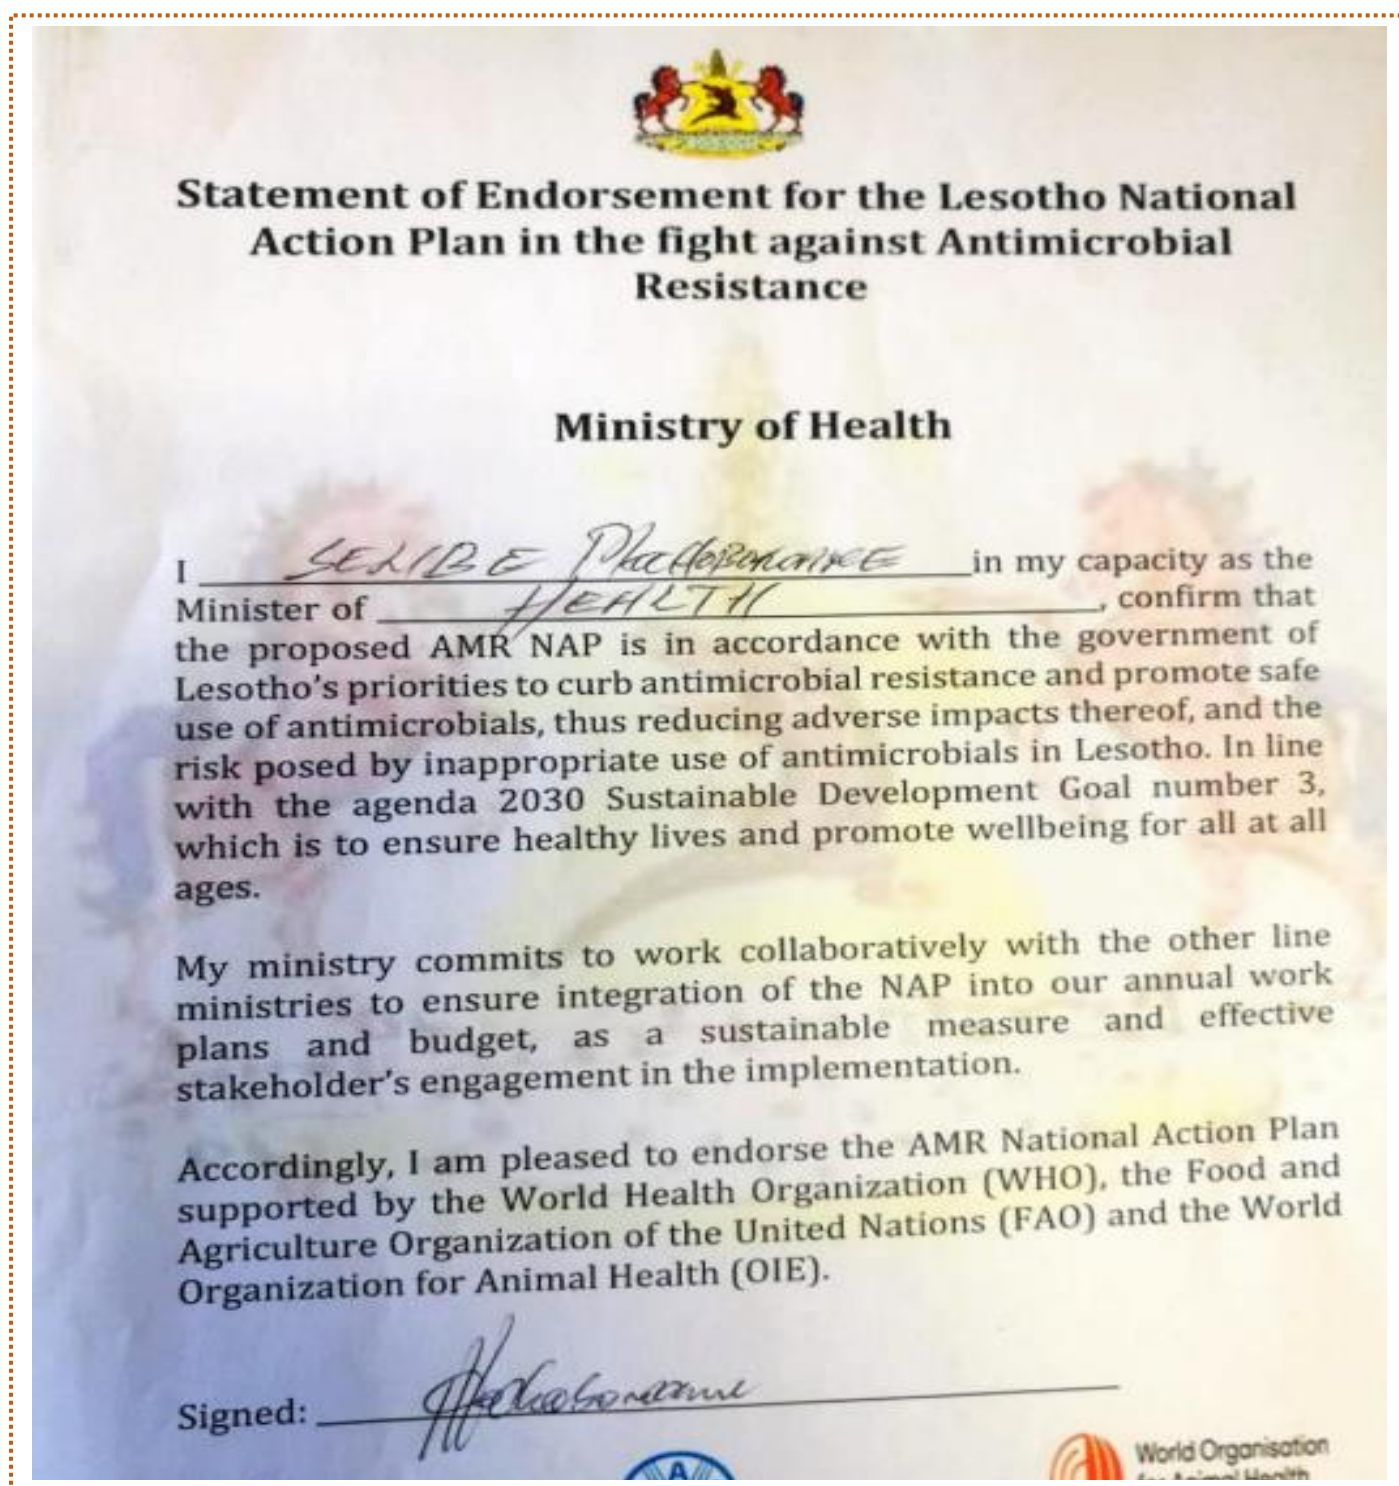 Statement of Endorsement for the Lesotho National
Action Plan in the fight against Antimicrobial
Resistance
Ministry of Health
I SELIBE in my capacity as the
Minister of HEALTH, confirm that
the proposed AMR NAP is in accordance with the government of
Lesotho's priorities to curb antimicrobial resistance and promote safe
use of antimicrobials, thus reducing adverse impacts thereof, and the
risk posed by inappropriate use of antimicrobials in Lesotho. In line
with the agenda 2030 Sustainable Development Goal number 3,
which is to ensure healthy lives and promote wellbeing for all at all
ages.
My ministry commits to work collaboratively with the other line
ministries to ensure integration of the NAP into our annual work
plans and budget, as a sustainable measure and effective
stakeholder's engagement in the implementation.
Accordingly, I am pleased to endorse the AMR National Action Plan
supported by the World Health Organization (WHO), the Food and
Agriculture Organization of the United Nations (FAO) and the World
Organization for Animal Health (OIE).
Signed:
World Organisation
for Animal Health